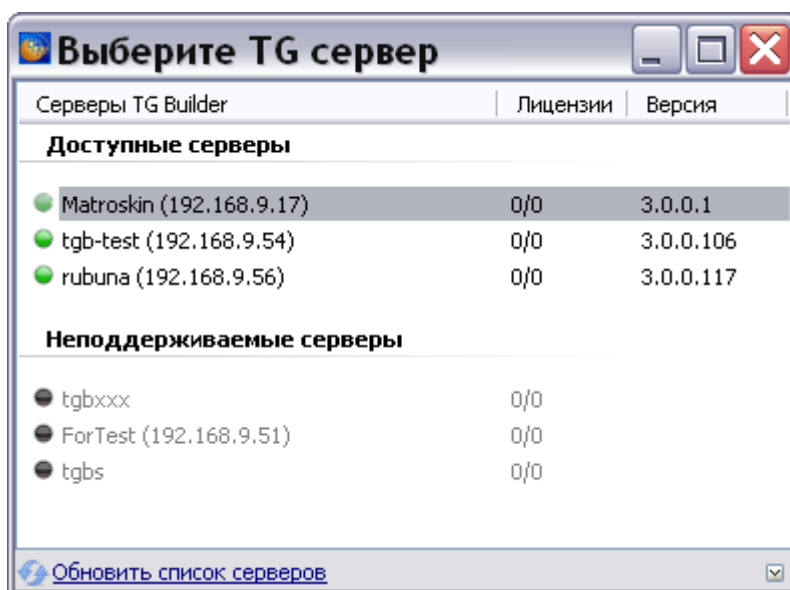 Выберите TG сервер
Серверы TG Builder Лицензии Версия
Доступные серверы
Matroskin (192.168.9.17) 0/0 3.0.0.1
tgb-test (192.168.9.54) 0/0 3.0.0.106
rubuna (192.168.9.56) 0/0 3.0.0.117
Неподдерживаемые серверы
tgbxxx 0/0
ForTest (192.168.9.51) 0/0
tgbs 0/0
Обновить список серверов